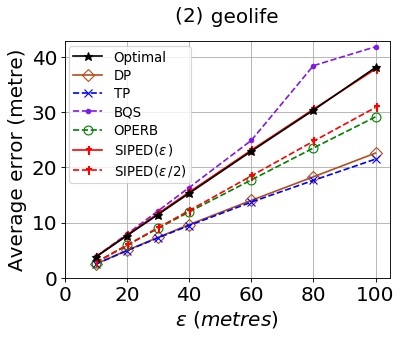 (2) geolife
Average error (metre)
40
30
20
10
0
Optimal
DP
TP
BQS
OPERB
SIPED(ε)
SIPED(ε/2)
0 20 40 60 80 100
ε (metres)